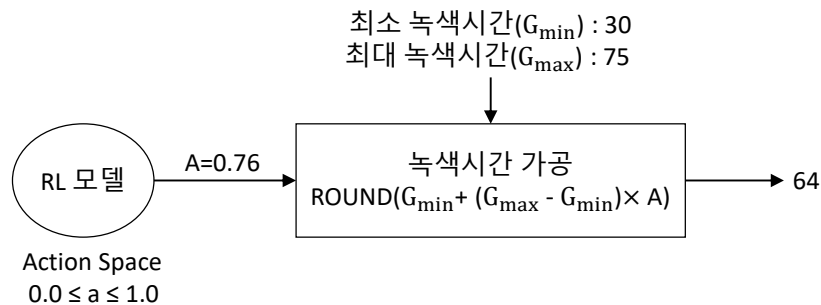 최소 녹색시간(G_min) : 30
최대 녹색시간(G_max) : 75
RL 모델
A=0.76
녹색시간 가공
ROUND(G_min+ (G_max - G_min)× A)
64
Action Space
0.0 ≤ a ≤ 1.0